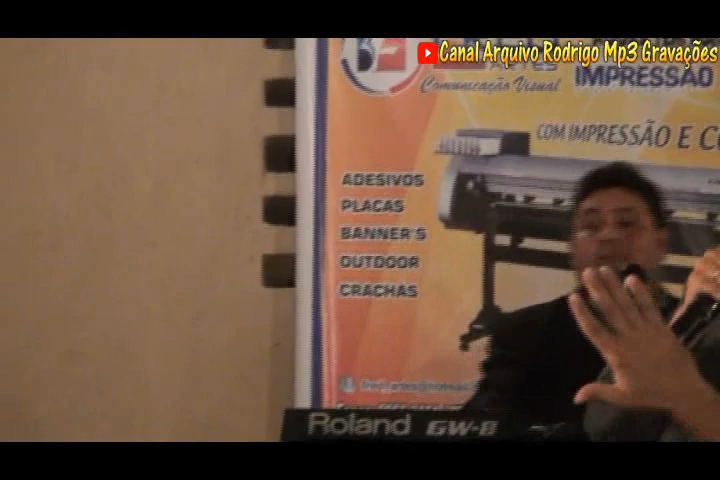 Canal Arquivo Rodrigo Mp3 Gravações
Comunicação Visual
IMPRESSÃO
COM IMPRESSÃO E
ADESIVOS
PLACAS
BANNER'S
OUTDOOR
CRACHAS
Roland GW-8